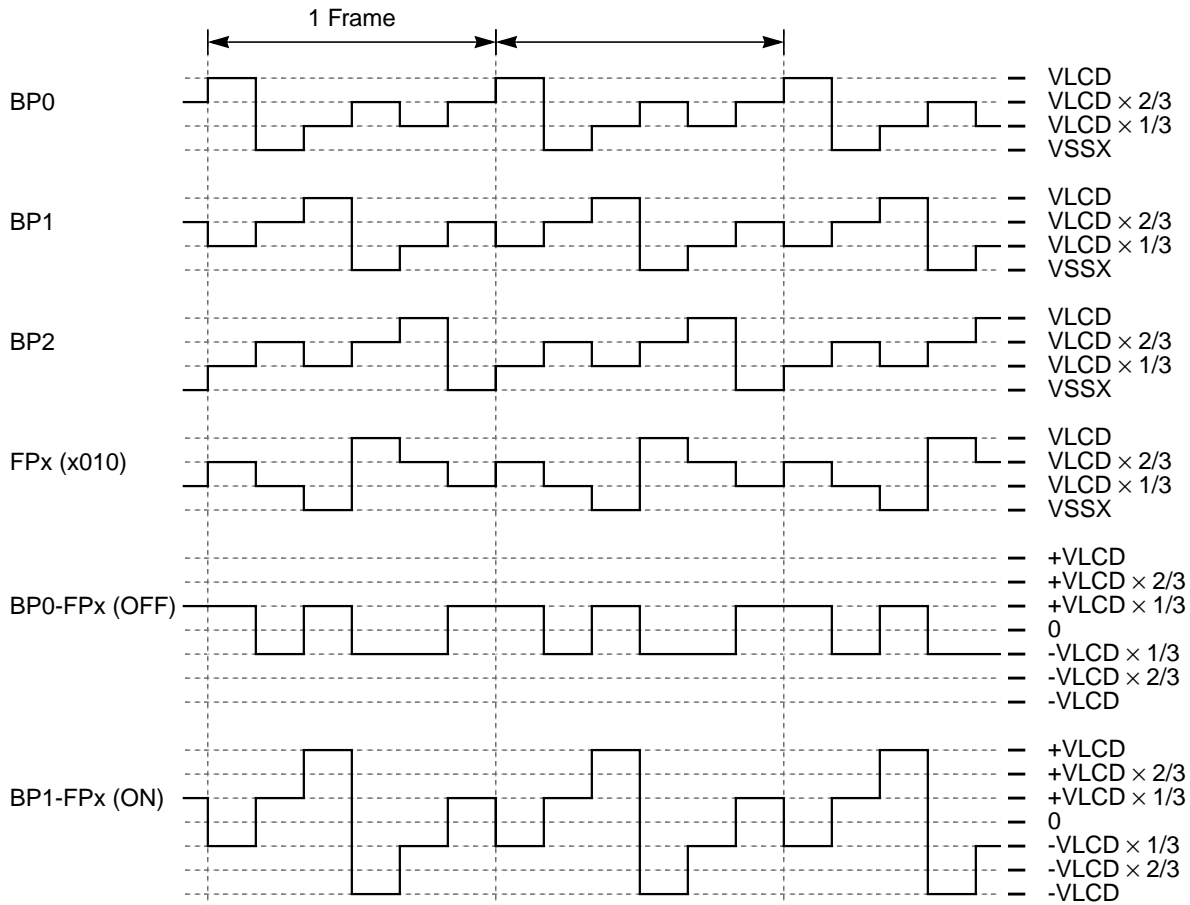 1 Frame
BP0
VLCD
VLCD × 2/3
VLCD × 1/3
VSSX
BP1
VLCD
VLCD × 2/3
VLCD × 1/3
VSSX
BP2
VLCD
VLCD × 2/3
VLCD × 1/3
VSSX
FPx (x010)
VLCD
VLCD × 2/3
VLCD × 1/3
VSSX
BP0-FPx (OFF)
+VLCD
+VLCD × 2/3
+VLCD × 1/3
0
-VLCD × 1/3
-VLCD × 2/3
-VLCD
BP1-FPx (ON)
+VLCD
+VLCD × 2/3
+VLCD × 1/3
0
-VLCD × 1/3
-VLCD × 2/3
-VLCD